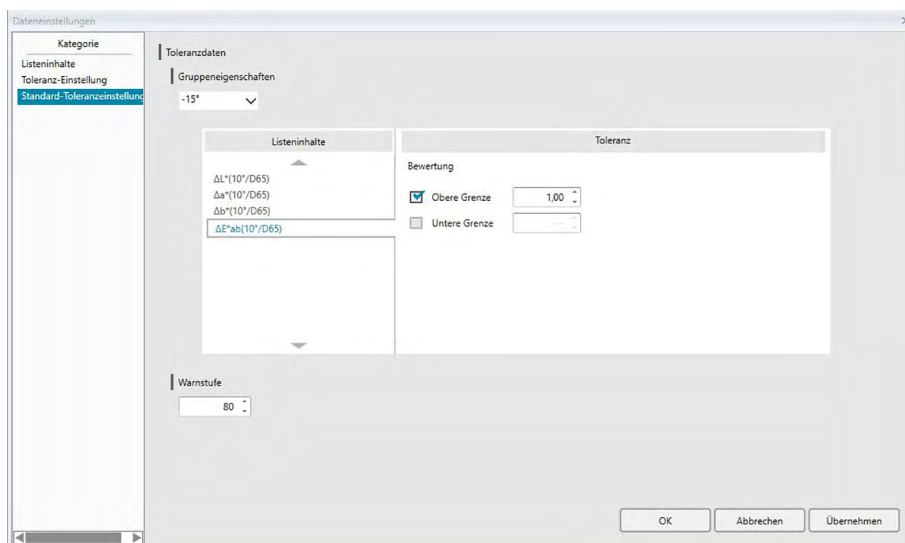 Dateneinstellungen
Kategorie
Listeninhalte
Toleranz-Einstellung
Standard-Toleranzeinstellung
Toleranzdaten
Gruppeneigenschaften
-15°
Listeninhalte
Toleranz
ΔL*(10°/D65)
Δa*(10°/D65)
Δb*(10°/D65)
ΔE*ab(10°/D65)
Bewertung
Obere Grenze 1,00
Untere Grenze ---
Warnstufe
80
OK Abbrechen Übernehmen